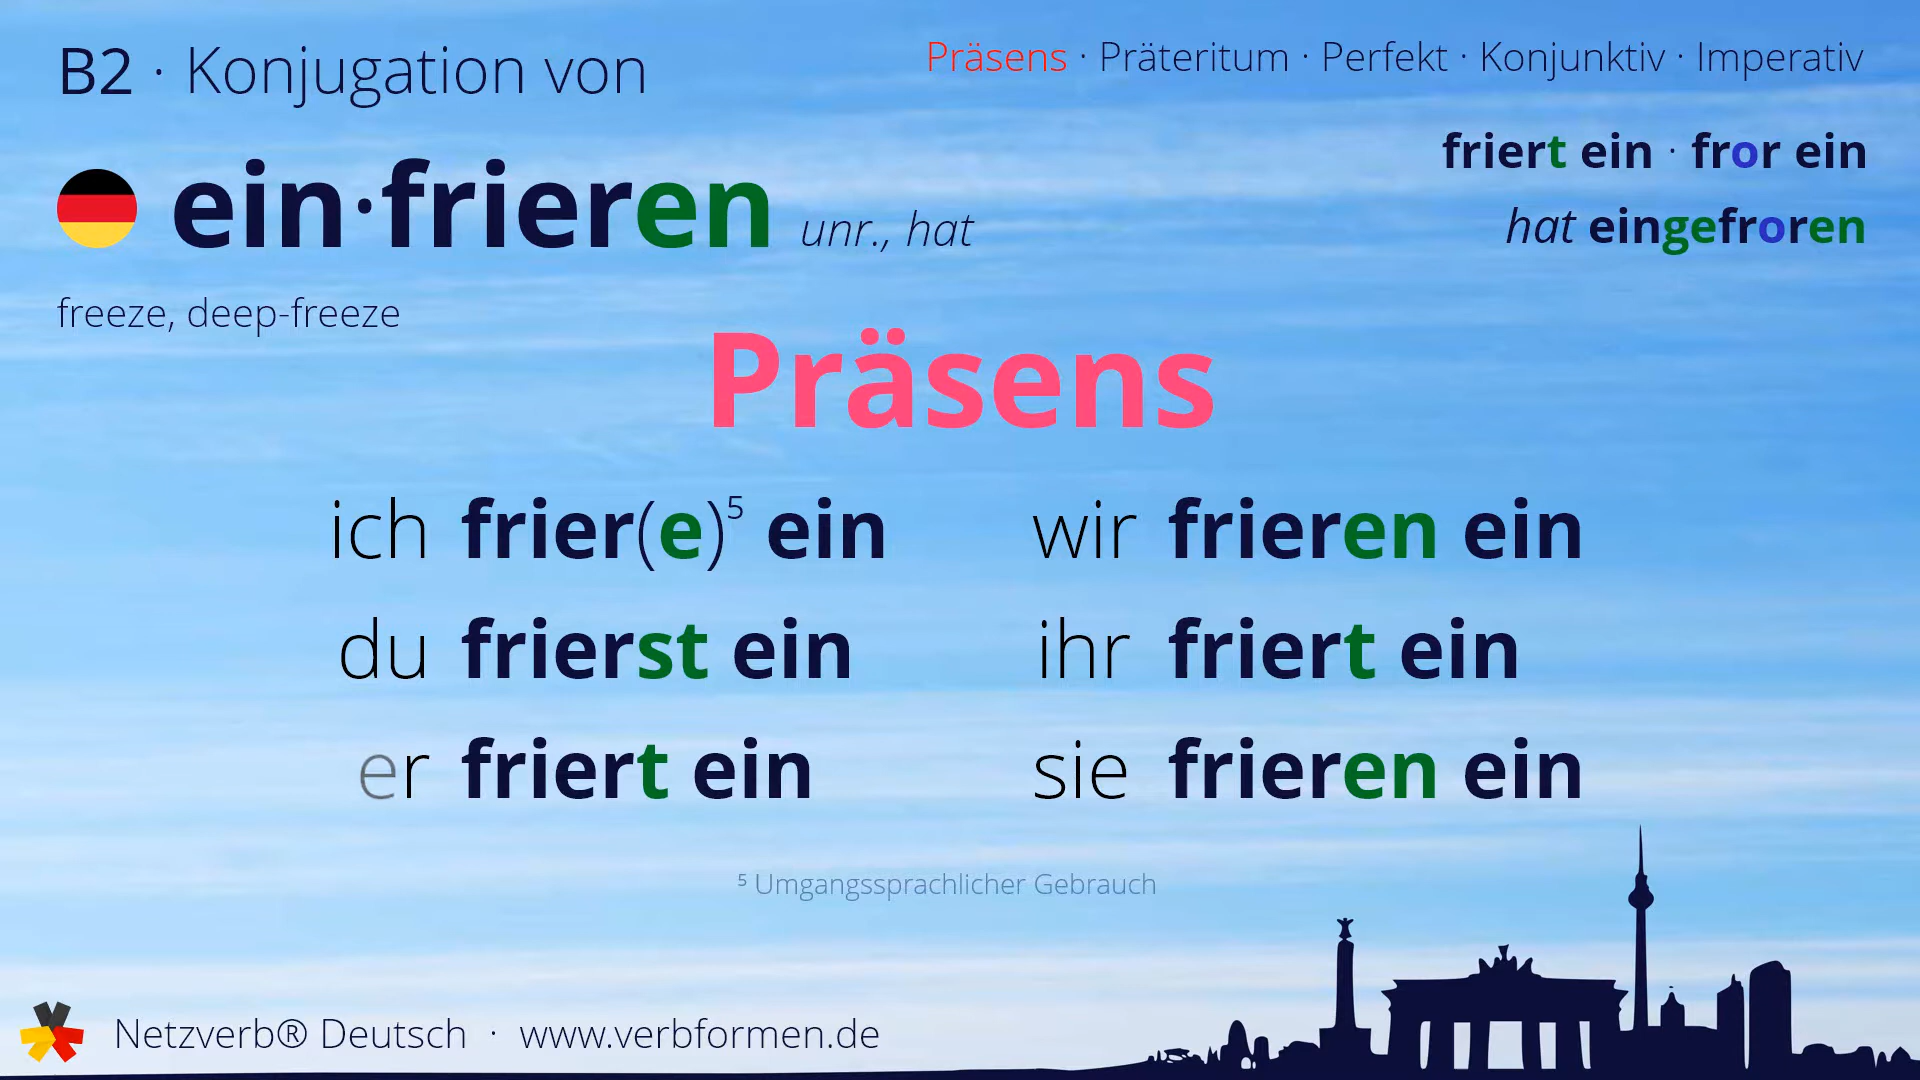 B2 · Konjugation von
Präsens · Präteritum · Perfekt · Konjunktiv · Imperativ
ein·frieren unr., hat
friert ein · fror ein
hat eingefroren
freeze, deep-freeze
Präsens
ich frier(e)⁵ ein
du frierst ein
er friert ein
wir frieren ein
ihr friert ein
sie frieren ein
⁵ Umgangssprachlicher Gebrauch
Netzverb® Deutsch · www.verbformen.de